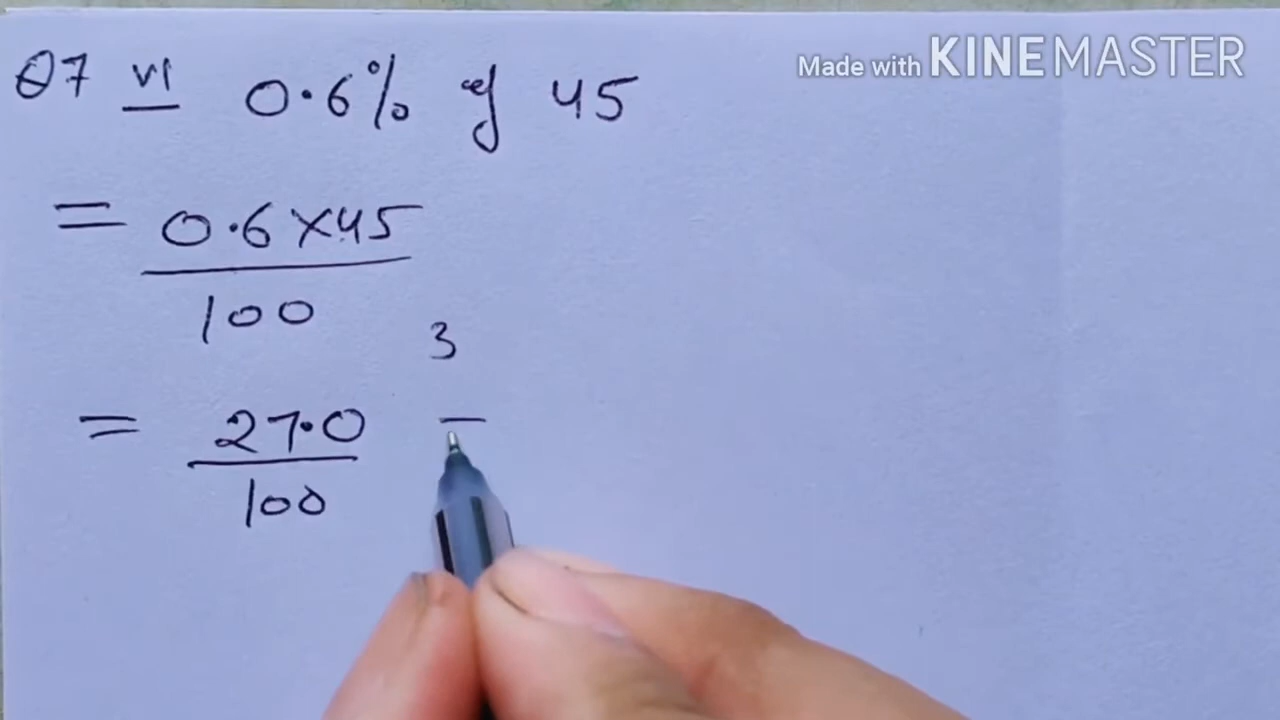 Made with KINEMASTER
Q7 vi 0.6% of 45
= 0.6×45
100
3
= 27.0 =
100